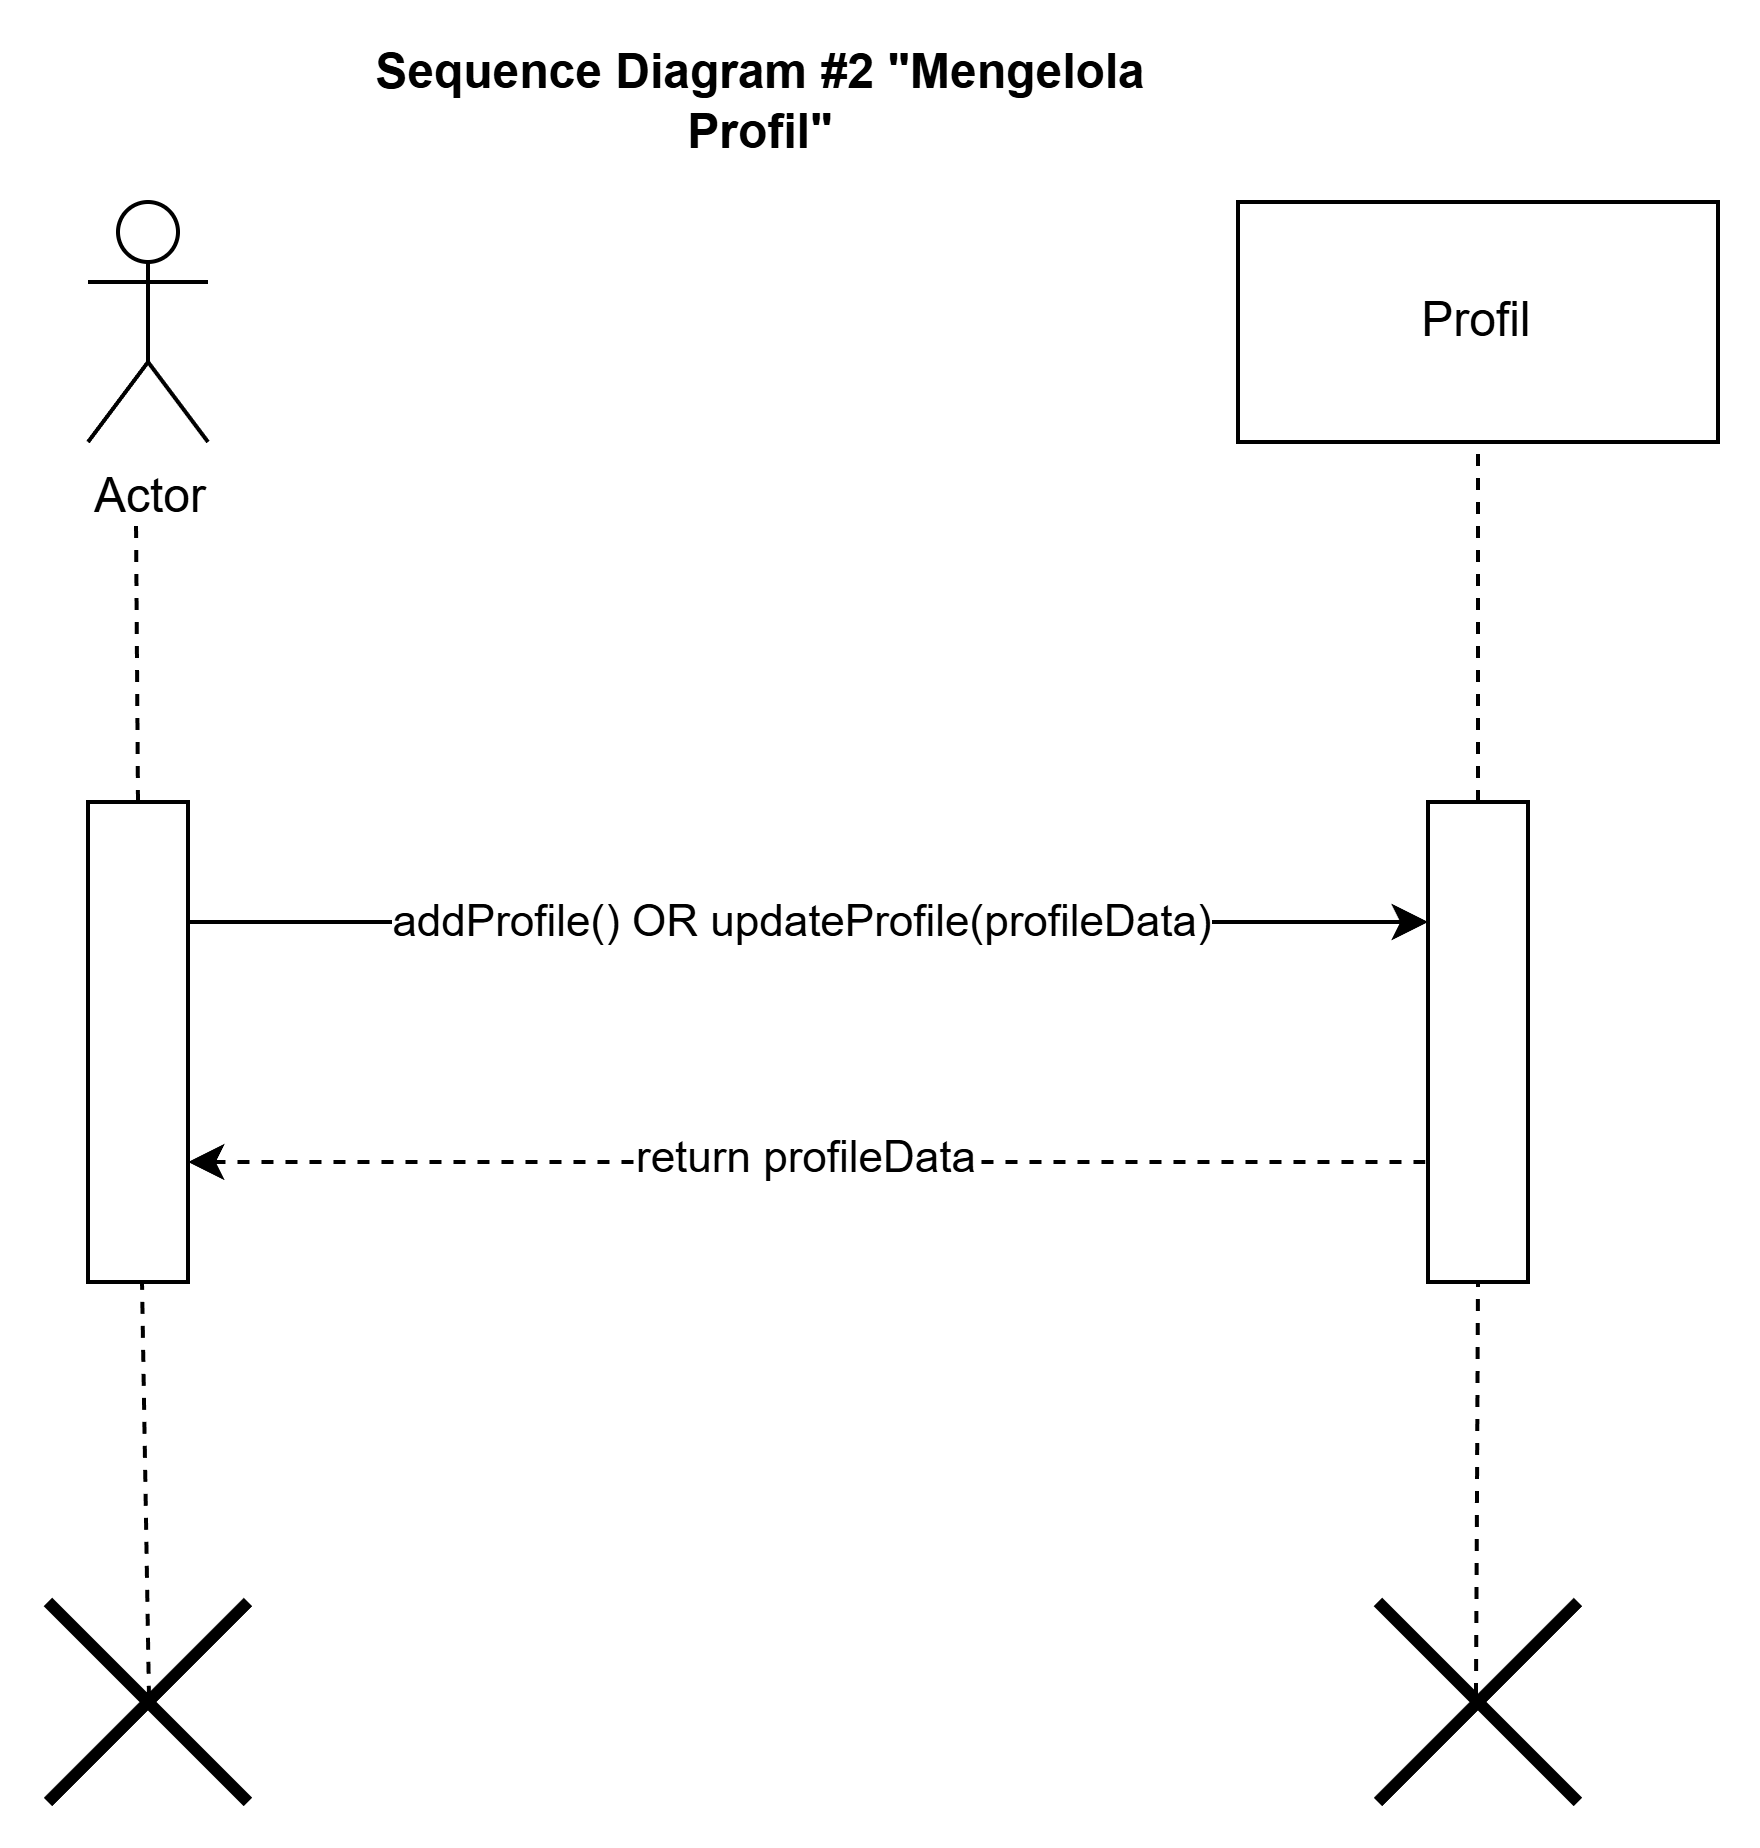 Sequence Diagram #2 "Mengelola
Profil"
Profil
Actor
addProfile() OR updateProfile(profileData)
return profileData